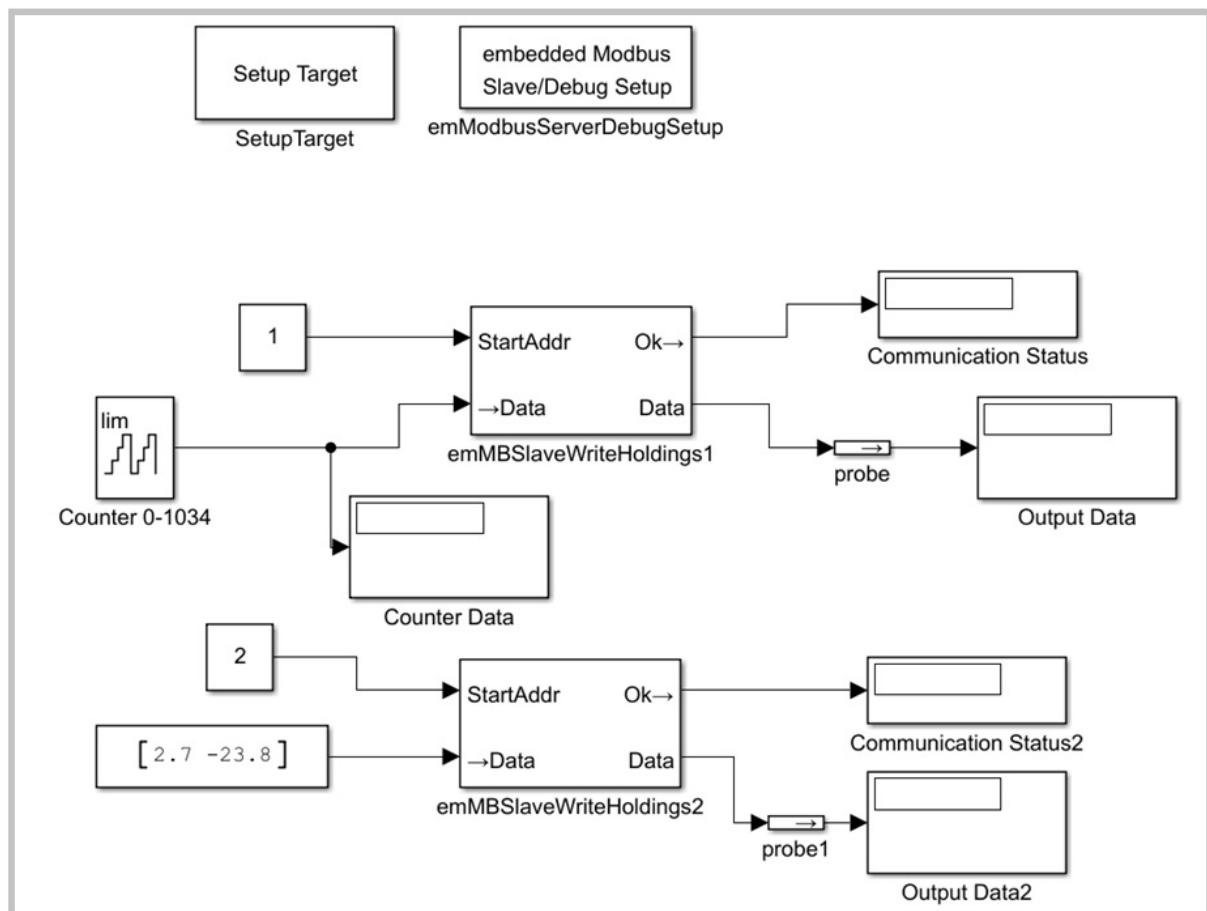 Setup Target
SetupTarget
embedded Modbus
Slave/Debug Setup
emModbusServerDebugSetup
1
StartAddr
Ok→
→Data
Data
emMBSlaveWriteHoldings1
Communication Status
lim
Counter 0-1034
probe
Output Data
Counter Data
2
StartAddr
Ok→
→Data
Data
emMBSlaveWriteHoldings2
[2.7 -23.8]
Communication Status2
probe1
Output Data2